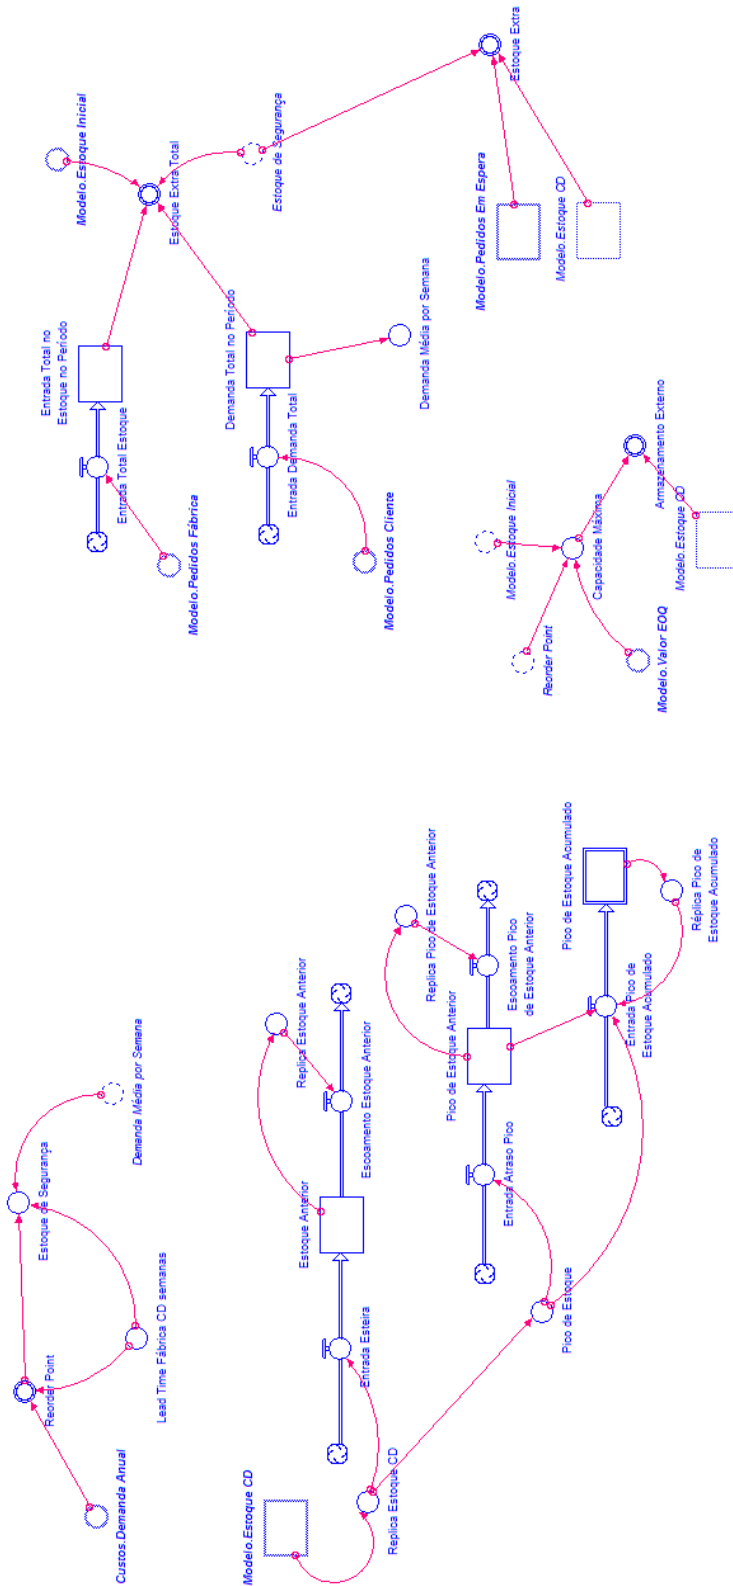 Custos.Demanda Anual
Reorder Point
Lead Time Fábrica CD semanas
Estoque de Segurança
Demanda Média por Semana
Modelo.Estoque CD
Replica Estoque CD
Entrada Esteira
Estoque Anterior
Replica Estoque Anterior
Escoamento Estoque Anterior
Pico de Estoque
Entrada Atraso Pico
Pico de Estoque Anterior
Replica Pico de Estoque Anterior
Escoamento Pico
de Estoque Anterior
Entrada Pico de
Estoque Acumulado
Pico de Estoque Acumulado
Réplica Pico de
Estoque Acumulado
Modelo.Pedidos Fábrica
Entrada Total Estoque
Entrada Total no
Estoque no Período
Modelo.Estoque Inicial
Estoque Extra Total
Modelo.Pedidos Cliente
Entrada Demanda Total
Demanda Total no Período
Demanda Média por Semana
Estoque de Segurança
Modelo.Pedidos Em Espera
Modelo.Estoque CD
Estoque Extra
Modelo.Estoque Inicial
Reorder Point
Modelo.Valor EOQ
Capacidade Máxima
Modelo.Estoque CD
Armazenamento Externo